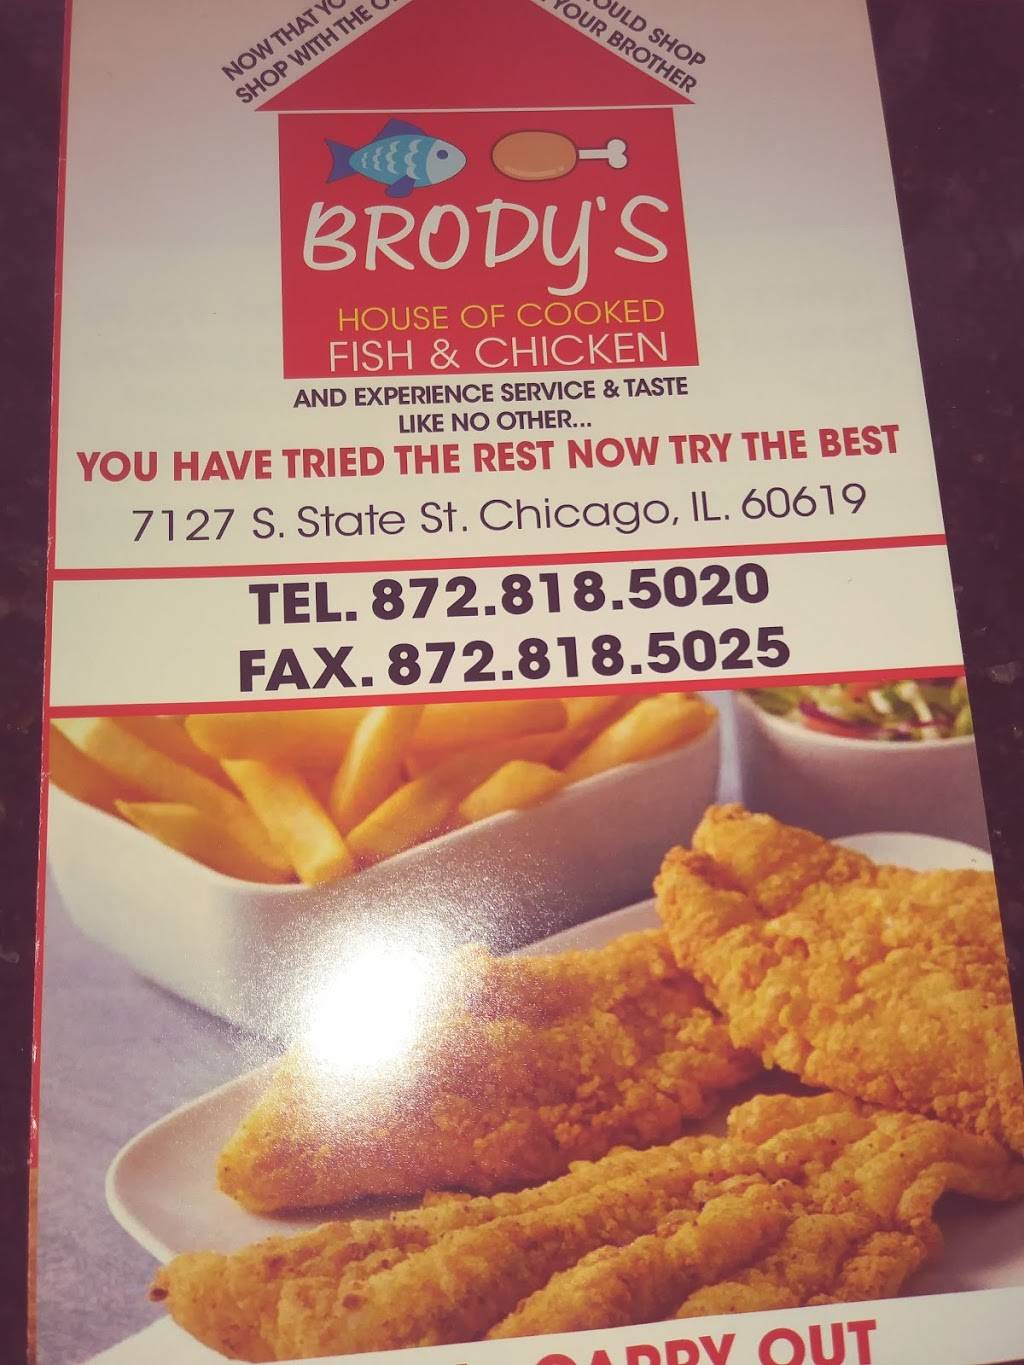 NOW THAT
SHOP WITH THE
SHOP
YOUR BROTHER
BRODY'S
HOUSE OF COOKED
FISH & CHICKEN
AND EXPERIENCE SERVICE & TASTE
LIKE NO OTHER...
YOU HAVE TRIED THE REST NOW TRY THE BEST
7127 S. State St. Chicago, IL. 60619
TEL. 872.818.5020
FAX. 872.818.5025
CARRY OUT